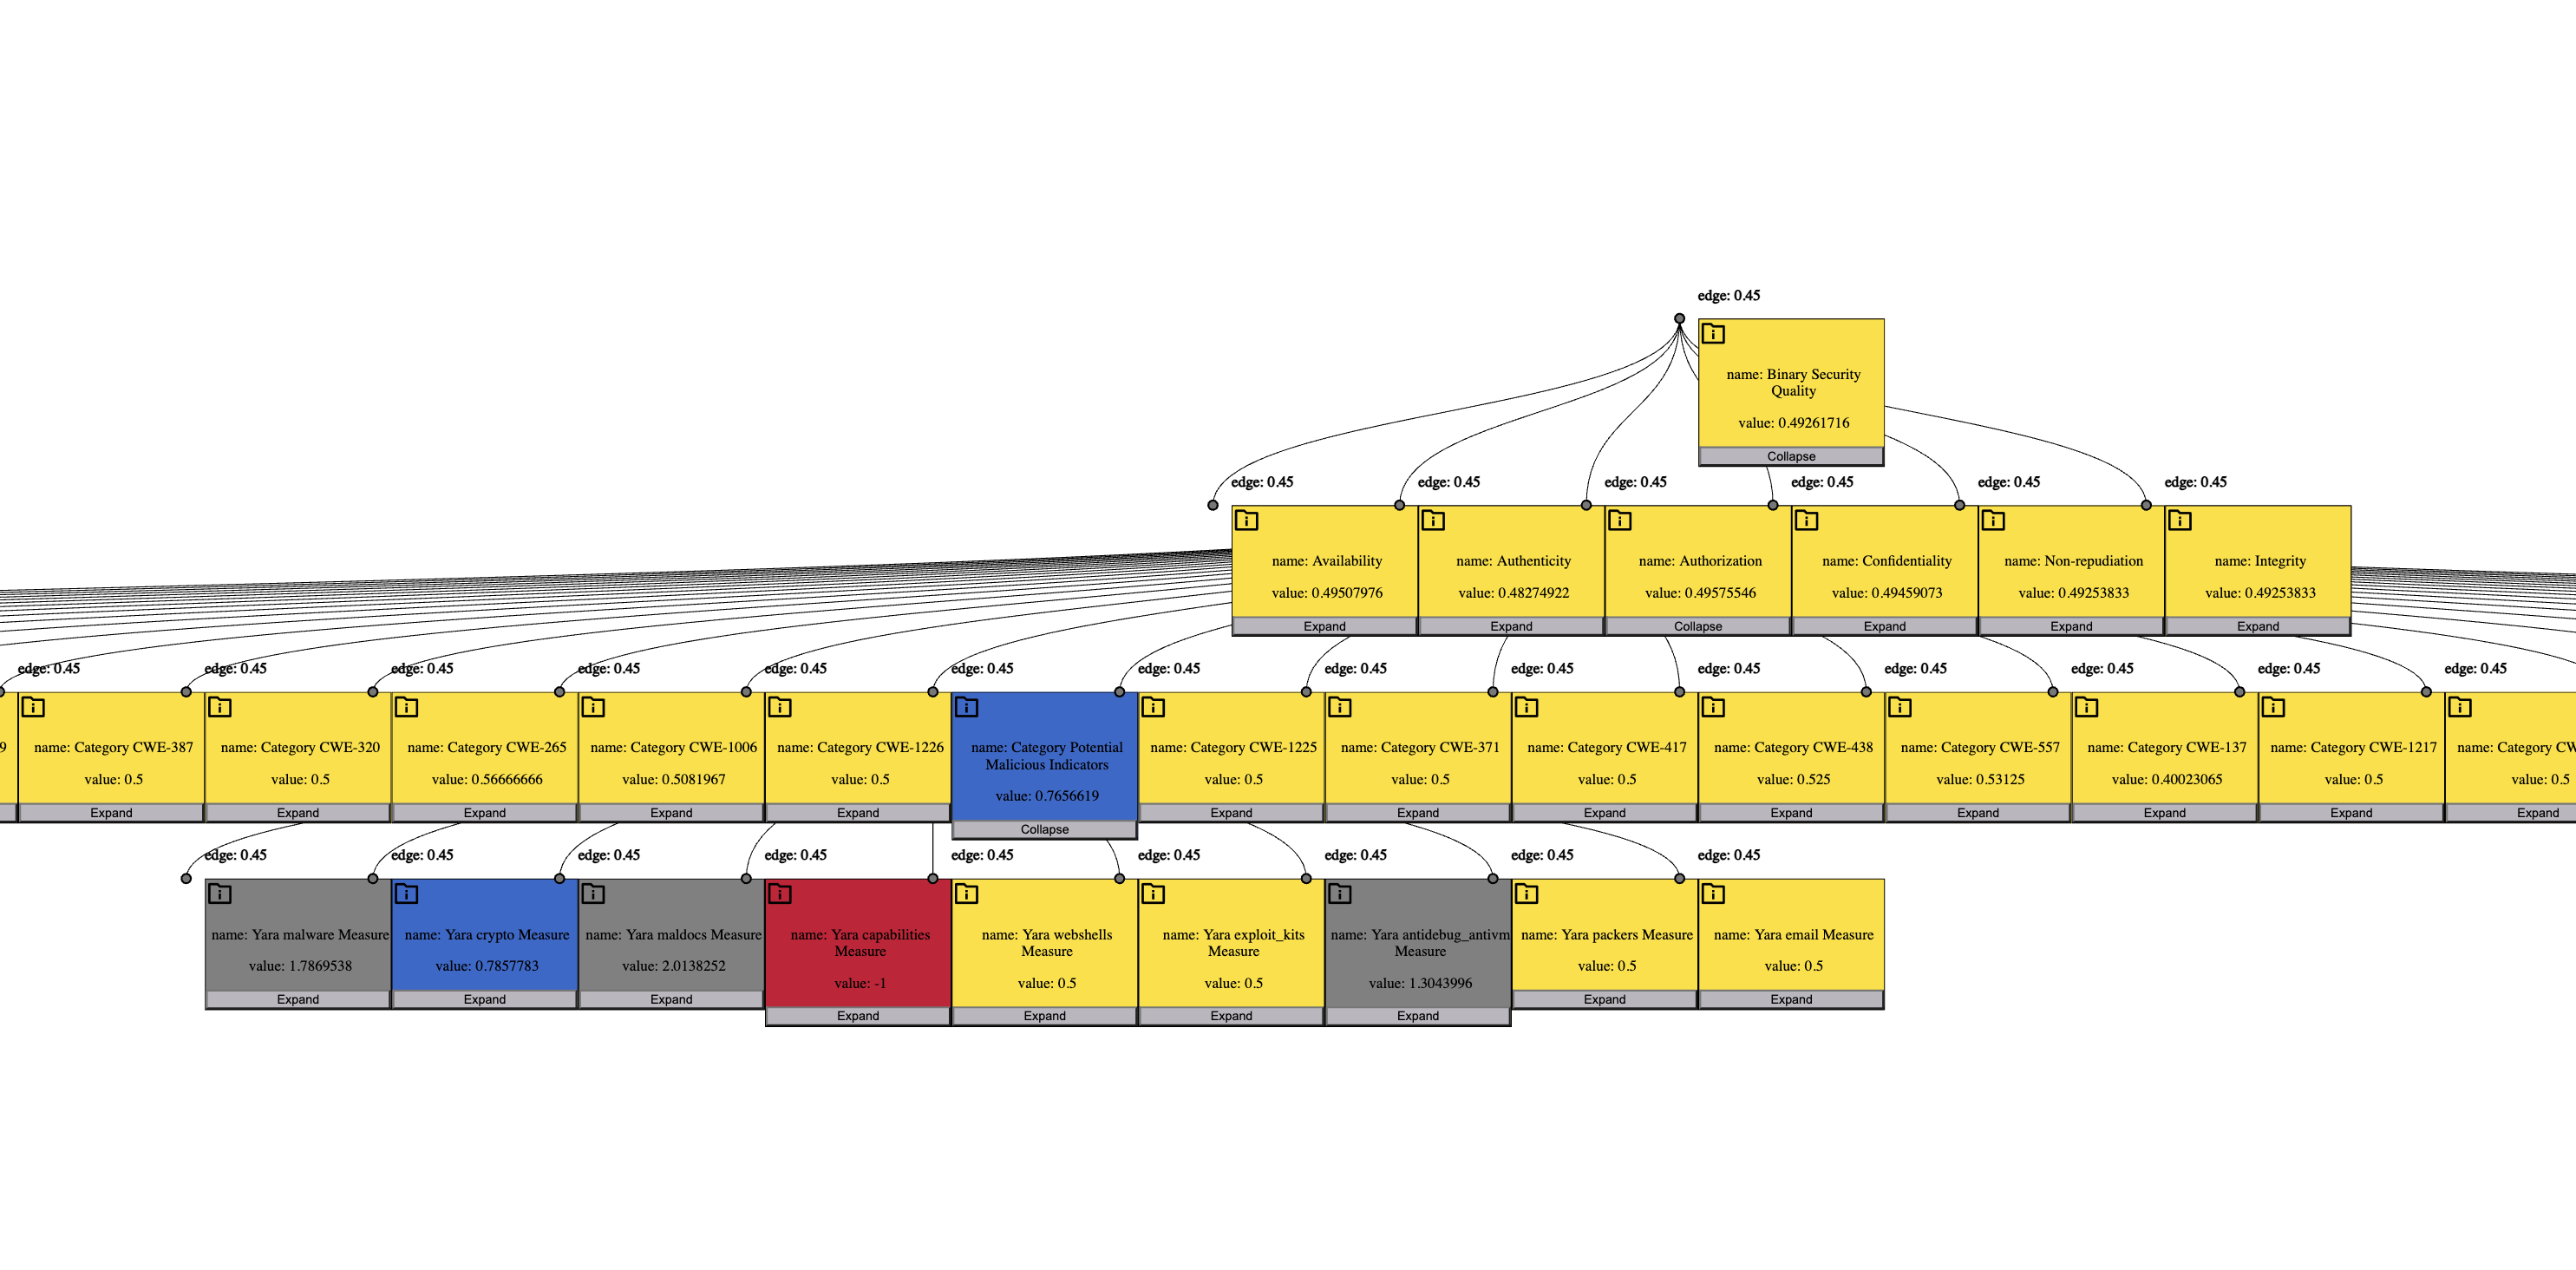 edge: 0.45
name: Binary Security
Quality
value: 0.49261716
Collapse
edge: 0.45 edge: 0.45 edge: 0.45 edge: 0.45 edge: 0.45 edge: 0.45
name: Availability name: Authenticity name: Authorization name: Confidentiality name: Non-repudiation name: Integrity
value: 0.49507976 value: 0.48274922 value: 0.49575546 value: 0.49459073 value: 0.49253833 value: 0.49253833
Expand Expand Collapse Expand Expand Expand
edge: 0.45 edge: 0.45 edge: 0.45 edge: 0.45 edge: 0.45 edge: 0.45 edge: 0.45 edge: 0.45 edge: 0.45 edge: 0.45 edge: 0.45 edge: 0.45 edge: 0.45 edge: 0.45
9 name: Category CWE-387 name: Category CWE-320 name: Category CWE-265 name: Category CWE-1006 name: Category CWE-1226 name: Category Potential name: Category CWE-1225 name: Category CWE-371 name: Category CWE-417 name: Category CWE-438 name: Category CWE-557 name: Category CWE-137 name: Category CWE-1217 name: Category CW
Malicious Indicators
value: 0.5 value: 0.5 value: 0.56666666 value: 0.5081967 value: 0.5 value: 0.7656619 value: 0.5 value: 0.5 value: 0.5 value: 0.525 value: 0.53125 value: 0.40023065 value: 0.5 value: 0.5
Expand Expand Expand Expand Expand Collapse Expand Expand Expand Expand Expand Expand Expand Expand
edge: 0.45 edge: 0.45 edge: 0.45 edge: 0.45 edge: 0.45 edge: 0.45 edge: 0.45 edge: 0.45 edge: 0.45
name: Yara malware Measure name: Yara crypto Measure name: Yara maldocs Measure name: Yara capabilities name: Yara webshells name: Yara exploit_kits name: Yara antidebug_antivm name: Yara packers Measure name: Yara email Measure
Measure Measure Measure Measure
value: 1.7869538 value: 0.7857783 value: 2.0138252 value: -1 value: 0.5 value: 0.5 value: 1.3043996 value: 0.5 value: 0.5
Expand Expand Expand Expand Expand Expand Expand Expand Expand